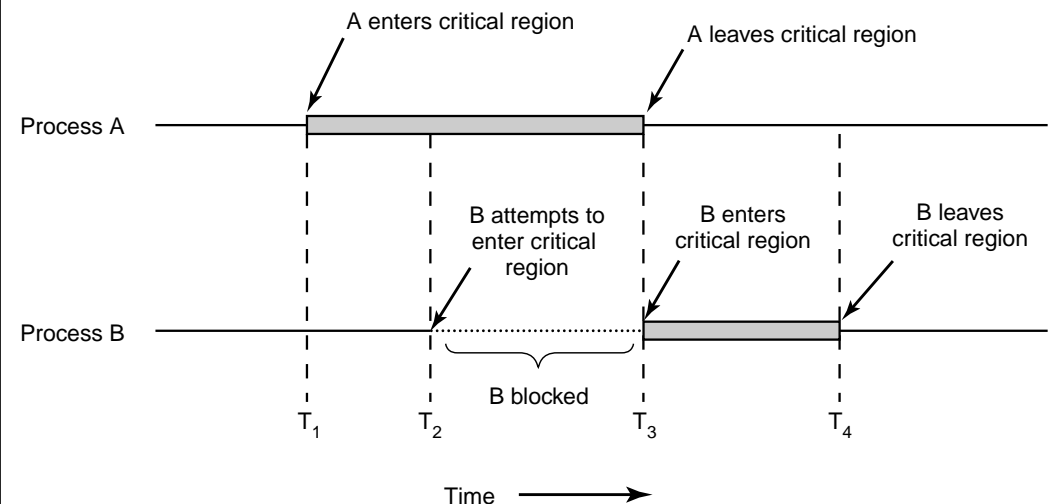 A enters critical region
A leaves critical region
Process A
B attempts to
enter critical
region
B enters
critical region
B leaves
critical region
Process B
B blocked
T1
T2
T3
T4
Time